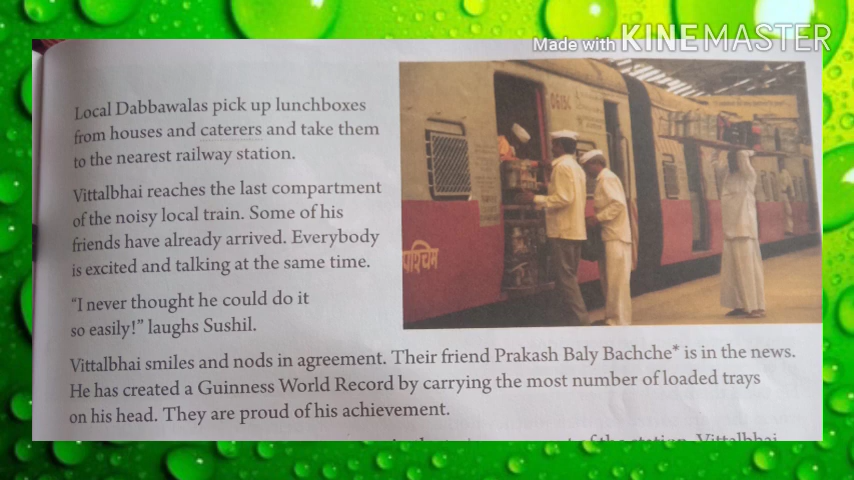 Made with KINEMASTER
Local Dabbawalas pick up lunchboxes
from houses and caterers and take them
to the nearest railway station.
Vittalbhai reaches the last compartment
of the noisy local train. Some of his
friends have already arrived. Everybody
is excited and talking at the same time.
“I never thought he could do it
so easily!” laughs Sushil.
पश्चिम
Vittalbhai smiles and nods in agreement. Their friend Prakash Baly Bachche* is in the news.
He has created a Guinness World Record by carrying the most number of loaded trays
on his head. They are proud of his achievement.
of the station. Vittalbhai